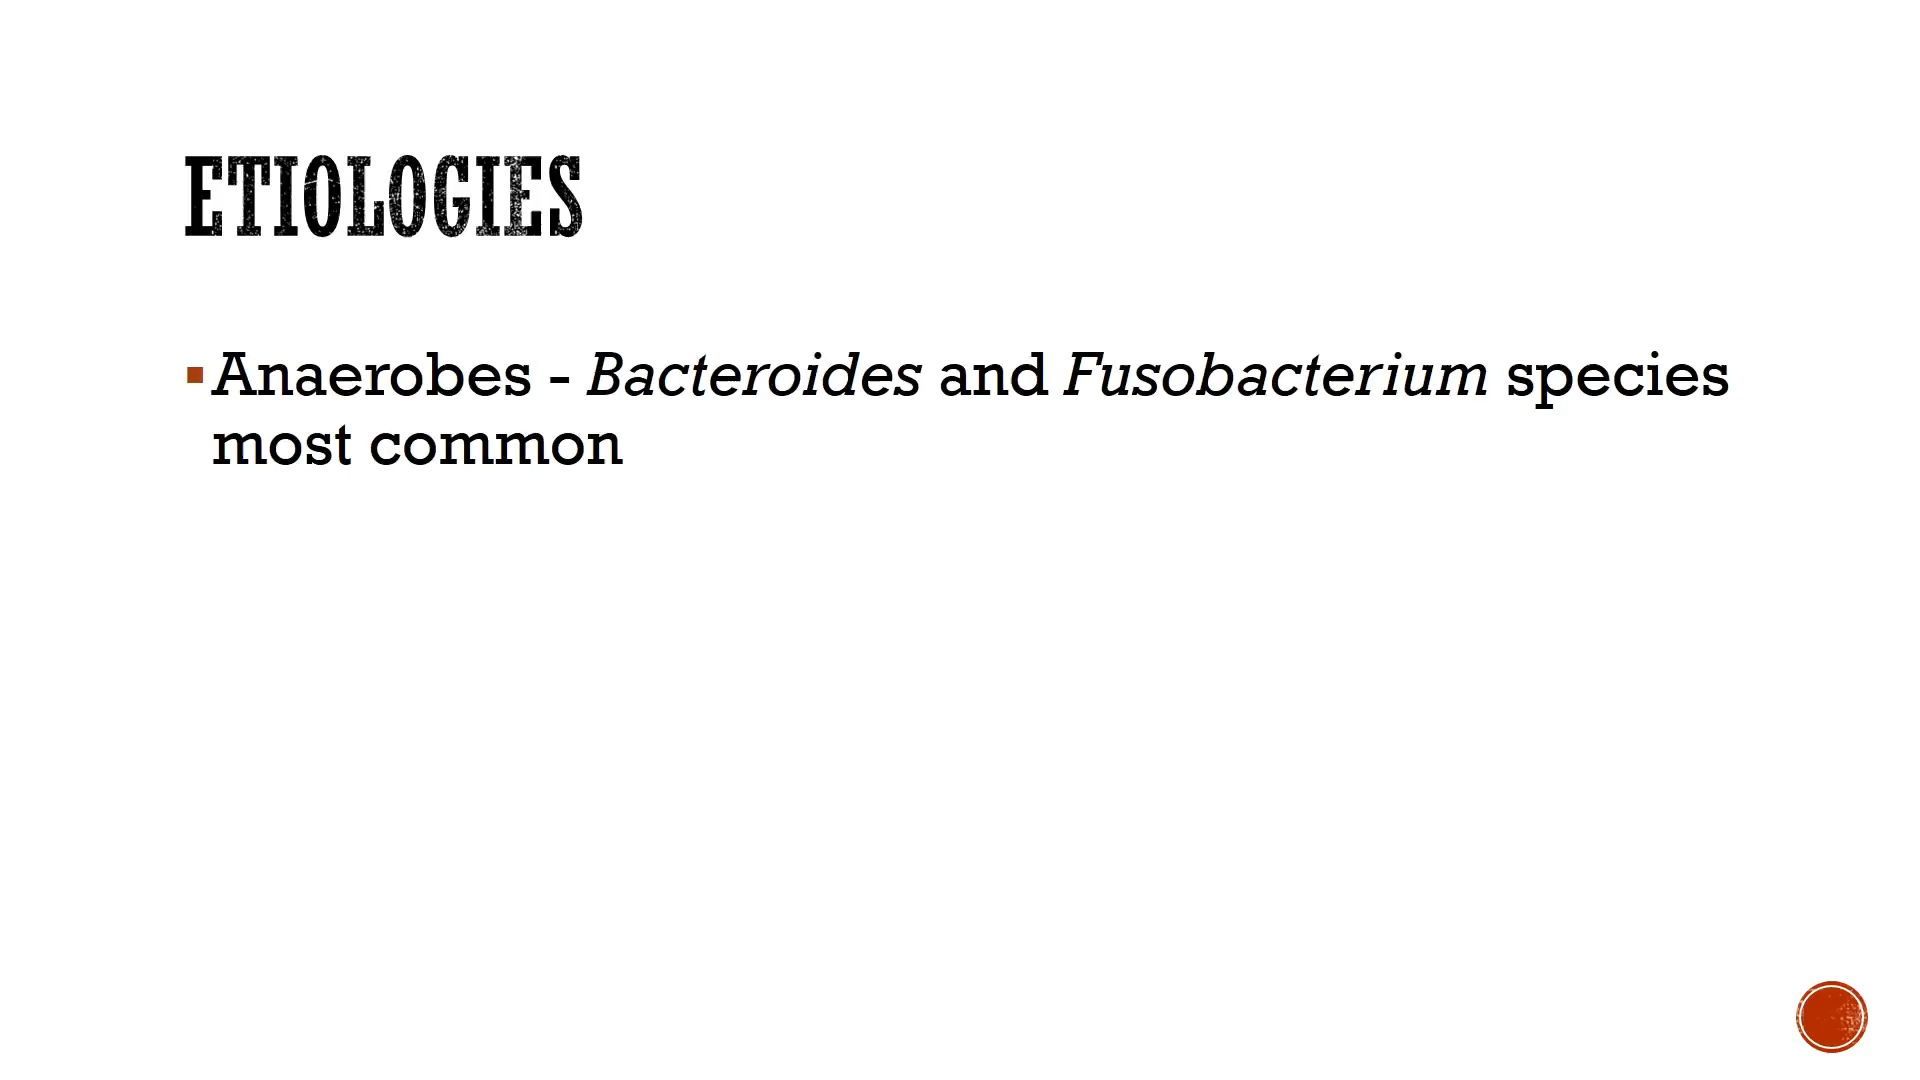 ETIOLOGIES
▪Anaerobes - Bacteroides and Fusobacterium species
most common